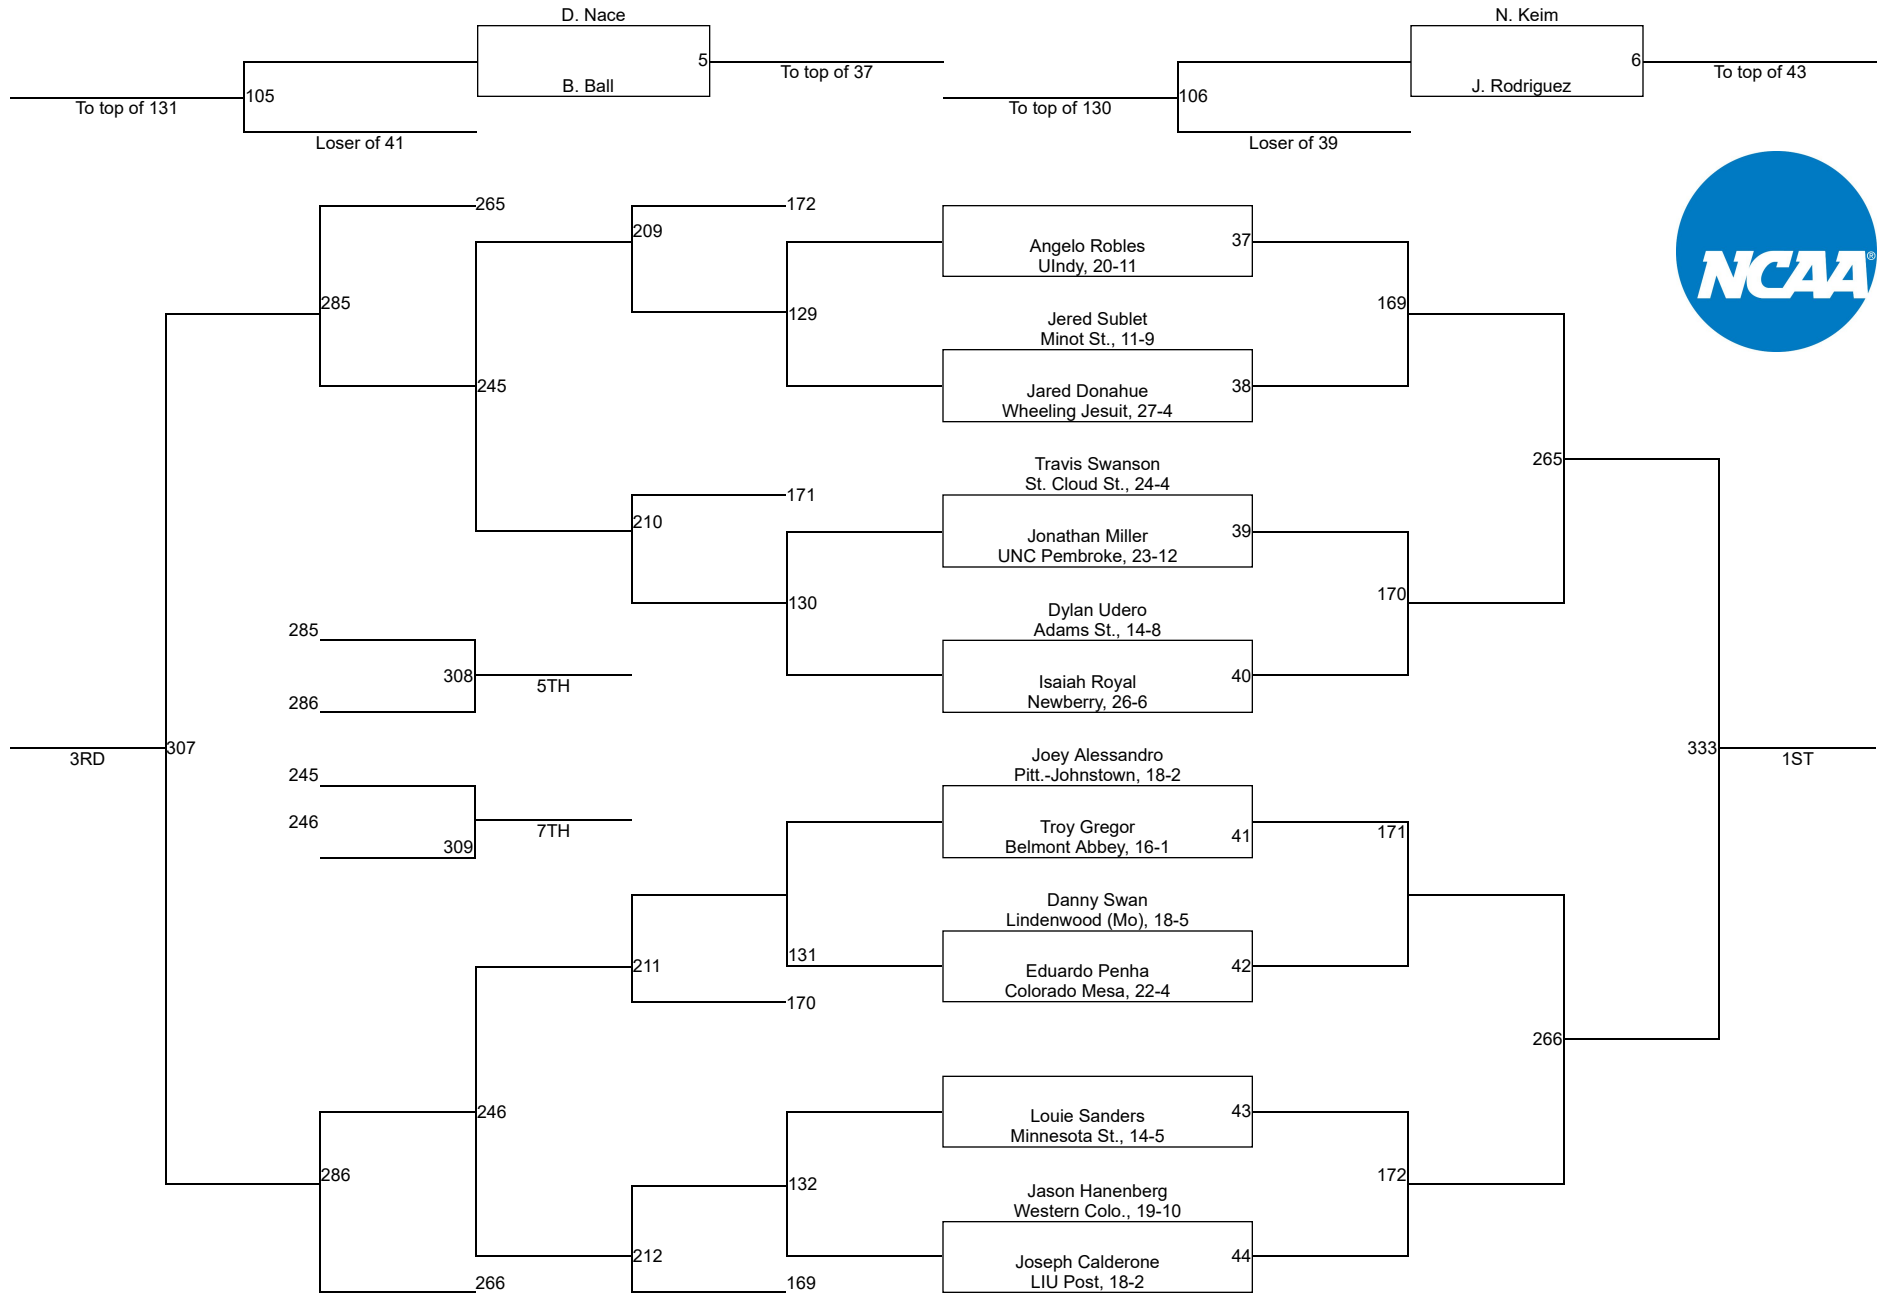 D. Nace
5
B. Ball
To top of 37
105
To top of 131
Loser of 41
N. Keim
6
J. Rodriguez
To top of 43
106
To top of 130
Loser of 39
NCAA®
265
172
209
Angelo Robles
UIndy, 20-11
37
285
129
169
Jered Sublet
Minot St., 11-9
245
Jared Donahue
Wheeling Jesuit, 27-4
38
Travis Swanson
St. Cloud St., 24-4
265
171
210
Jonathan Miller
UNC Pembroke, 23-12
39
130
170
Dylan Udero
Adams St., 14-8
285
308
5TH
286
Isaiah Royal
Newberry, 26-6
40
3RD
307
333
1ST
Joey Alessandro
Pitt.-Johnstown, 18-2
245
246
309
7TH
Troy Gregor
Belmont Abbey, 16-1
41
171
Danny Swan
Lindenwood (Mo), 18-5
131
211
Eduardo Penha
Colorado Mesa, 22-4
42
170
266
246
Louie Sanders
Minnesota St., 14-5
43
286
132
172
Jason Hanenberg
Western Colo., 19-10
212
Joseph Calderone
LIU Post, 18-2
44
266
169